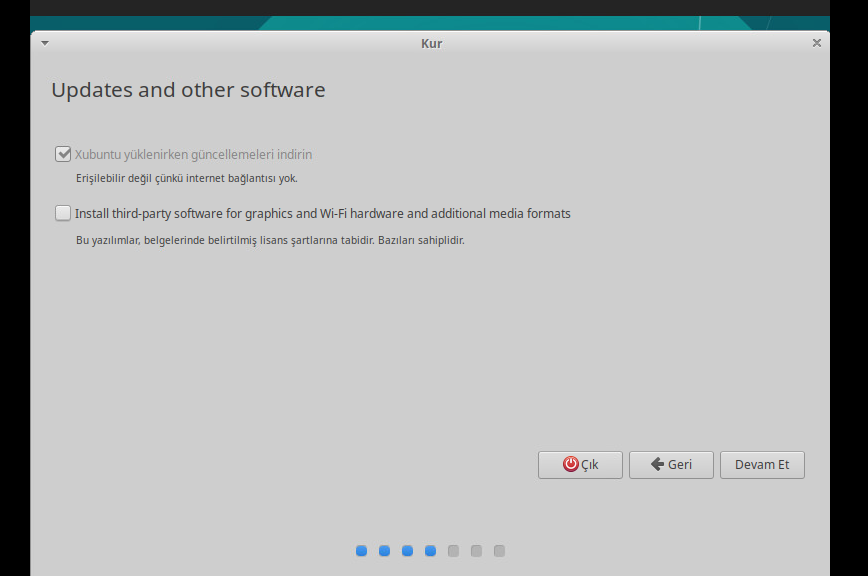 Kur
Updates and other software
Xubuntu yüklenirken güncellemeleri indirin
Erişilebilir değil çünkü internet bağlantısı yok.
Install third-party software for graphics and Wi-Fi hardware and additional media formats
Bu yazılımlar, belgelerinde belirtilmiş lisans şartlarına tabidir. Bazıları sahiplidir.
Çık Geri Devam Et